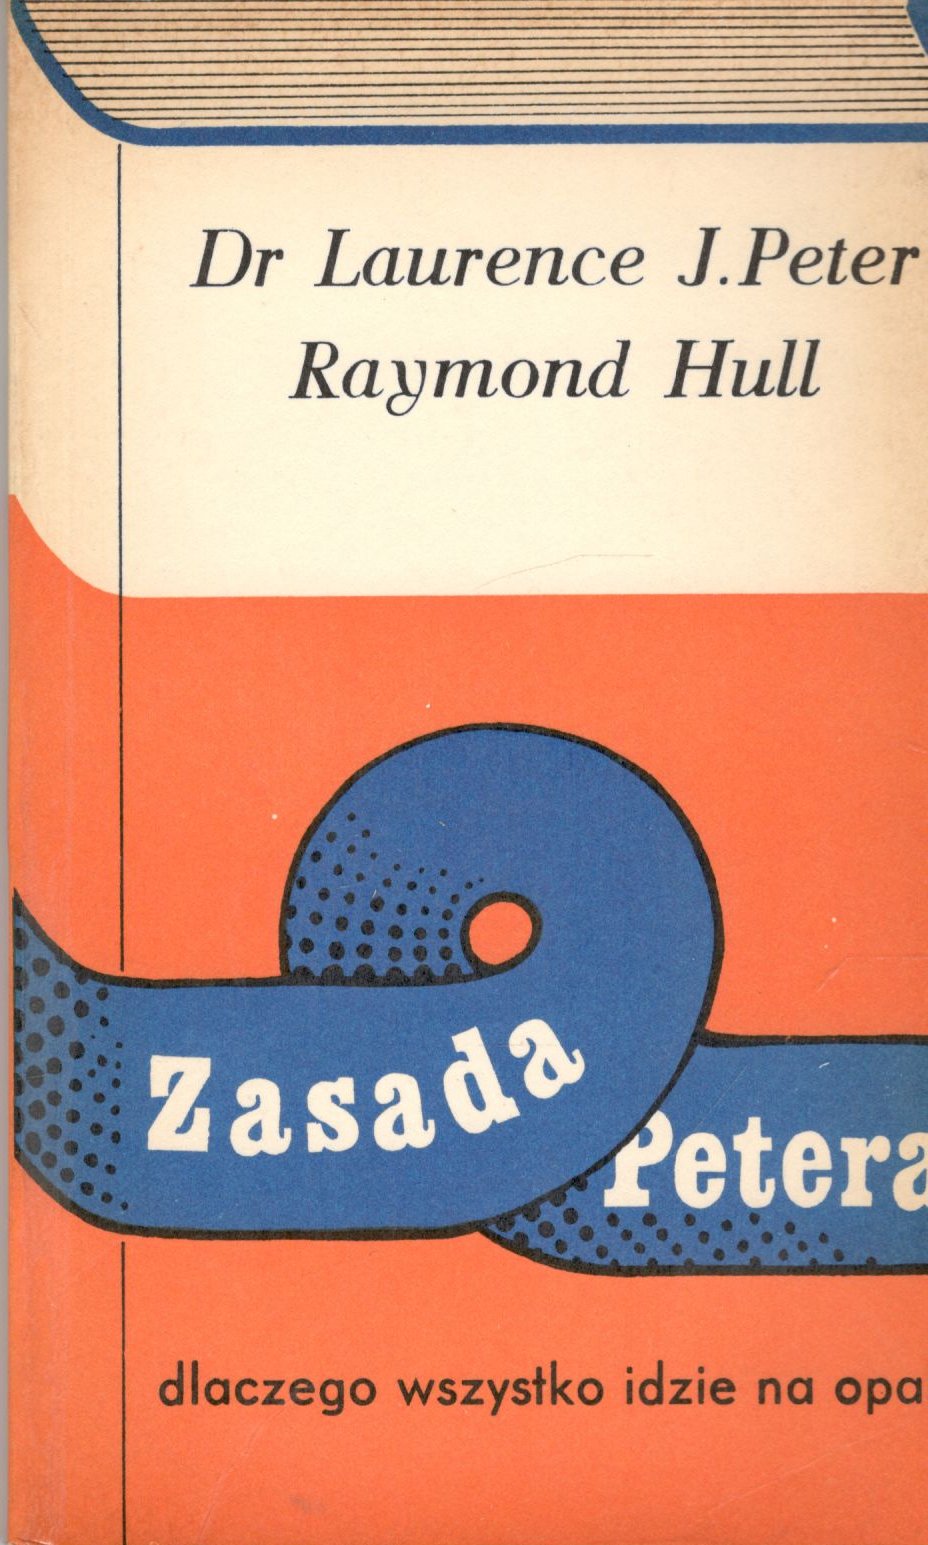 Dr Laurence J. Peter
Raymond Hull
Zasada
Petera
dlaczego wszystko idzie na opa